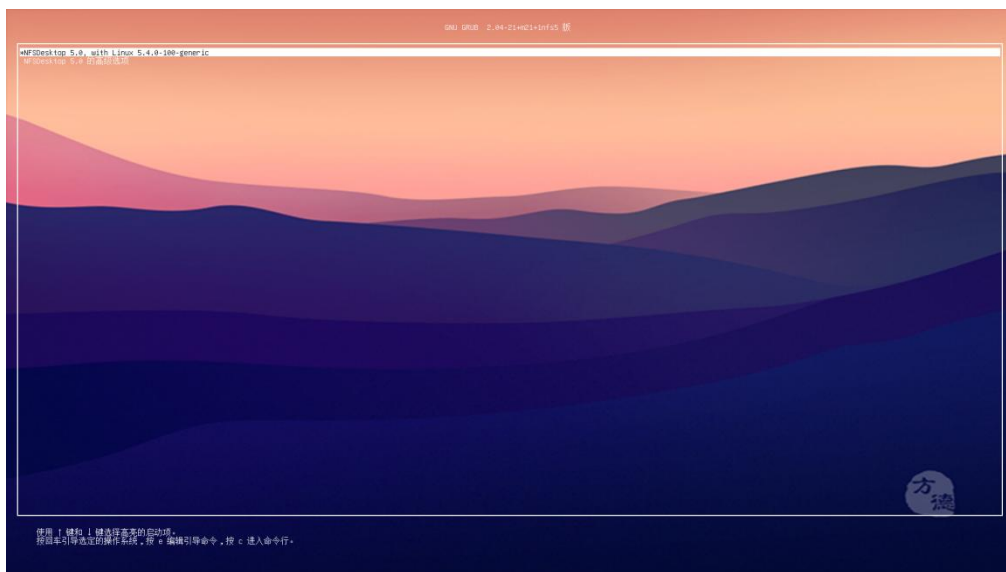 GNU GRUB 2.04-21+m21+1nfs5 版
*NFSDesktop 5.0, with Linux 5.4.0-100-generic
NFSDesktop 5.0 的高级选项
方德
使用 ↑ 键和 ↓ 键选择高亮的启动项。
按回车引导选定的操作系统，按 e 编辑引导命令，按 c 进入命令行。